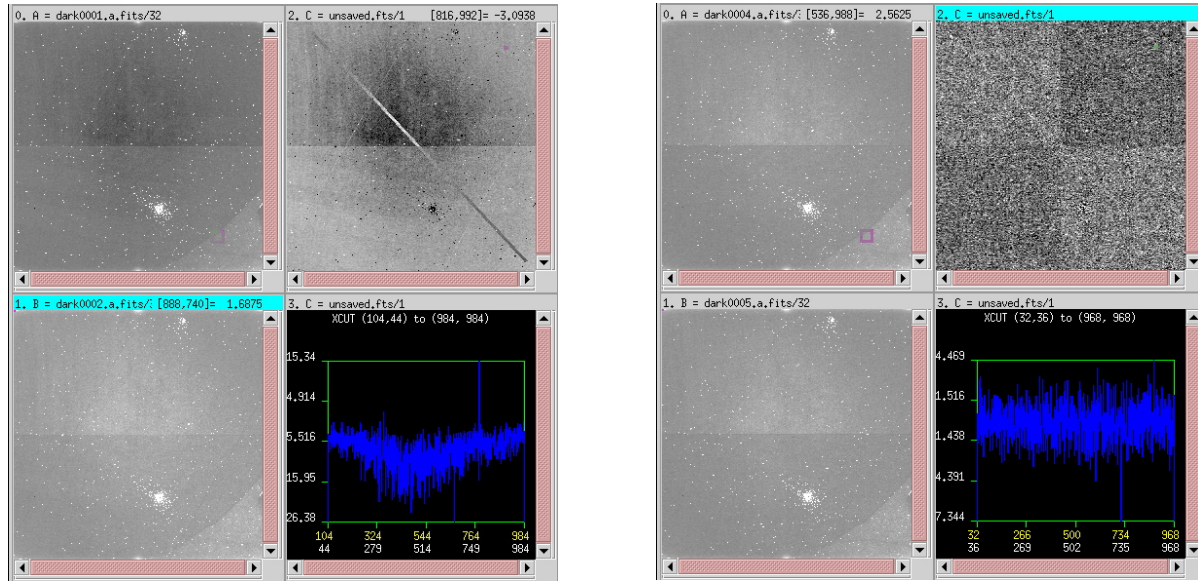 0. A = dark0001.a.fits/32
2. C = unsaved.fts/1 [816,992]= -3.0938
1. B = dark0002.a.fits/: [888,740]= 1.6875
3. C = unsaved.fts/1
XCUT (104,44) to (984, 984)
15.34
4.914
5.516
15.95
26.38
104 324 544 764 984
44 279 514 749 984
0. A = dark0004.a.fits/: [536,988]= 2.5625
2. C = unsaved.fts/1
1. B = dark0005.a.fits/32
3. C = unsaved.fts/1
XCUT (32,36) to (968, 968)
4.469
1.516
1.438
4.391
7.344
32 266 500 734 968
36 269 502 735 968